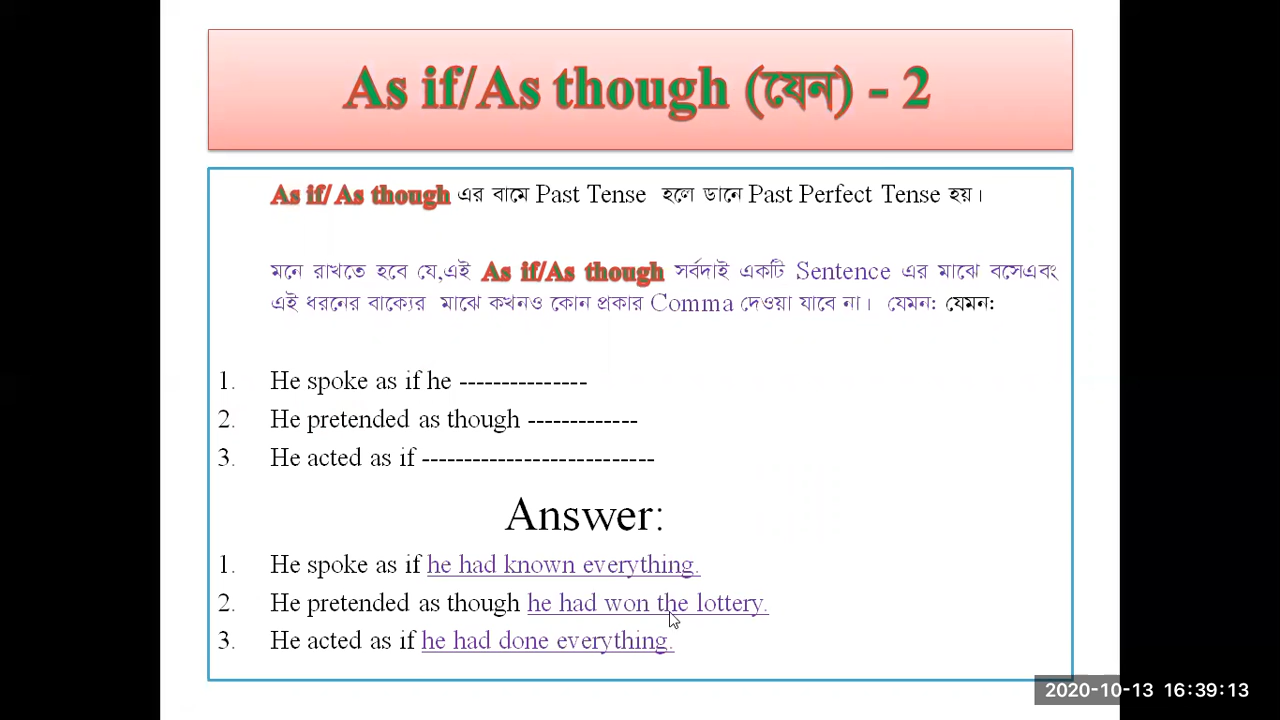 As if/As though (যেন) - 2
As if/ As though এর বামে Past Tense হলে ডানে Past Perfect Tense হয়।
মনে রাখতে হবে যে,এই As if/As though সর্বদাই একটি Sentence এর মাঝে বসেএবং
এই ধরনের বাক্যের মাঝে কখনও কোন প্রকার Comma দেওয়া যাবে না। যেমন: যেমন:
1. He spoke as if he ---------------
2. He pretended as though -------------
3. He acted as if --------------------------
Answer:
1. He spoke as if he had known everything.
2. He pretended as though he had won the lottery.
3. He acted as if he had done everything.
2020-10-13 16:39:13